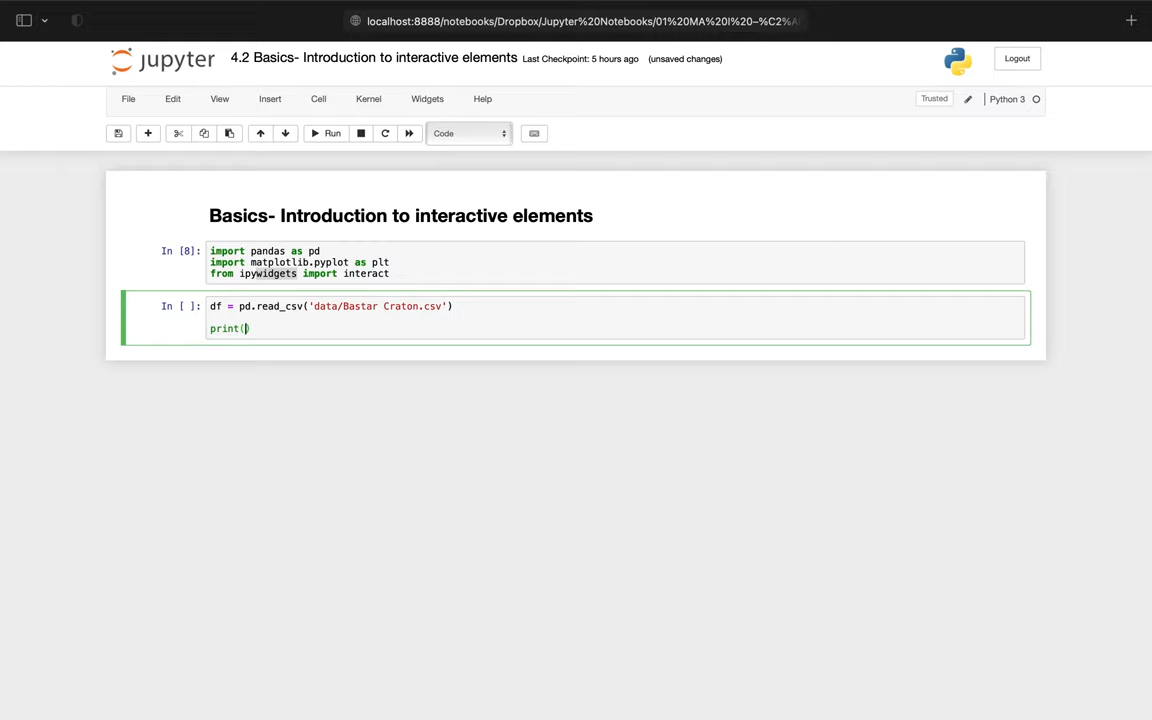 localhost:8888/notebooks/Dropbox/Jupyter%20Notebooks/01%20MA%20I%20–%C2%A
jupyter 4.2 Basics- Introduction to interactive elements Last Checkpoint: 5 hours ago (unsaved changes) Logout
File Edit View Insert Cell Kernel Widgets Help Trusted Python 3
Run Code
Basics- Introduction to interactive elements
In [8]: import pandas as pd
import matplotlib.pyplot as plt
from ipywidgets import interact
In [ ]: df = pd.read_csv('data/Bastar Craton.csv')
print()